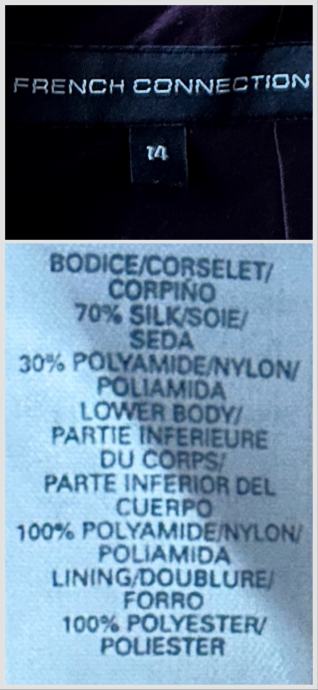 FRENCH CONNECTION
14
BODICE/CORSELET/
CORPIÑO
70% SILK/SOIE/
SEDA
30% POLYAMIDE/NYLON/
POLIAMIDA
LOWER BODY/
PARTIE INFERIEURE
DU CORPS/
PARTE INFERIOR DEL
CUERPO
100% POLYAMIDE/NYLON/
POLIAMIDA
LINING/DOUBLURE/
FORRO
100% POLYESTER/
POLIESTER